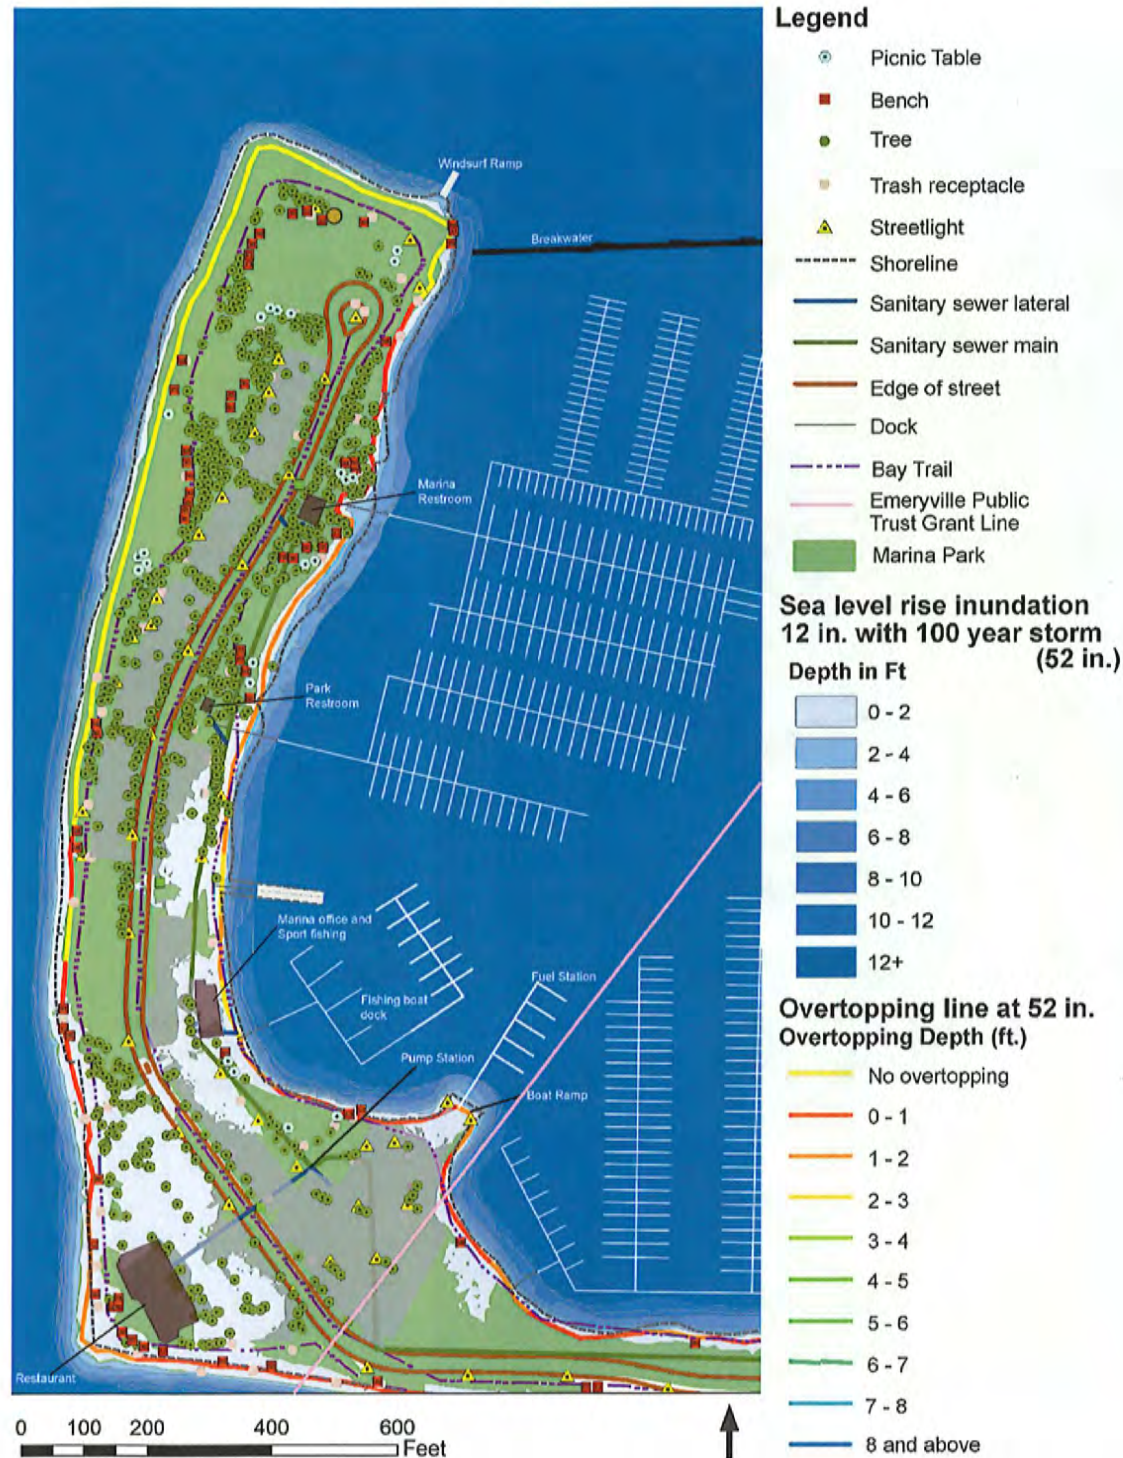 Windsurf Ramp
Breakwater
Marina
Restroom
Park
Restroom
Marina office and
Sport fishing
Fishing boat
dock
Fuel Station
Pump Station
Boat Ramp
Restaurant
0 100 200 400 600
Feet
Legend
Picnic Table
Bench
Tree
Trash receptacle
Streetlight
Shoreline
Sanitary sewer lateral
Sanitary sewer main
Edge of street
Dock
Bay Trail
Emeryville Public
Trust Grant Line
Marina Park
Sea level rise inundation
12 in. with 100 year storm
(52 in.)
Depth in Ft
0 - 2
2 - 4
4 - 6
6 - 8
8 - 10
10 - 12
12+
Overtopping line at 52 in.
Overtopping Depth (ft.)
No overtopping
0 - 1
1 - 2
2 - 3
3 - 4
4 - 5
5 - 6
6 - 7
7 - 8
8 and above